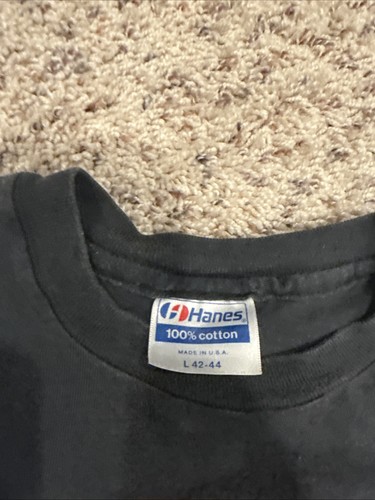 Hanes
100% cotton
MADE IN U.S.A.
L 42-44